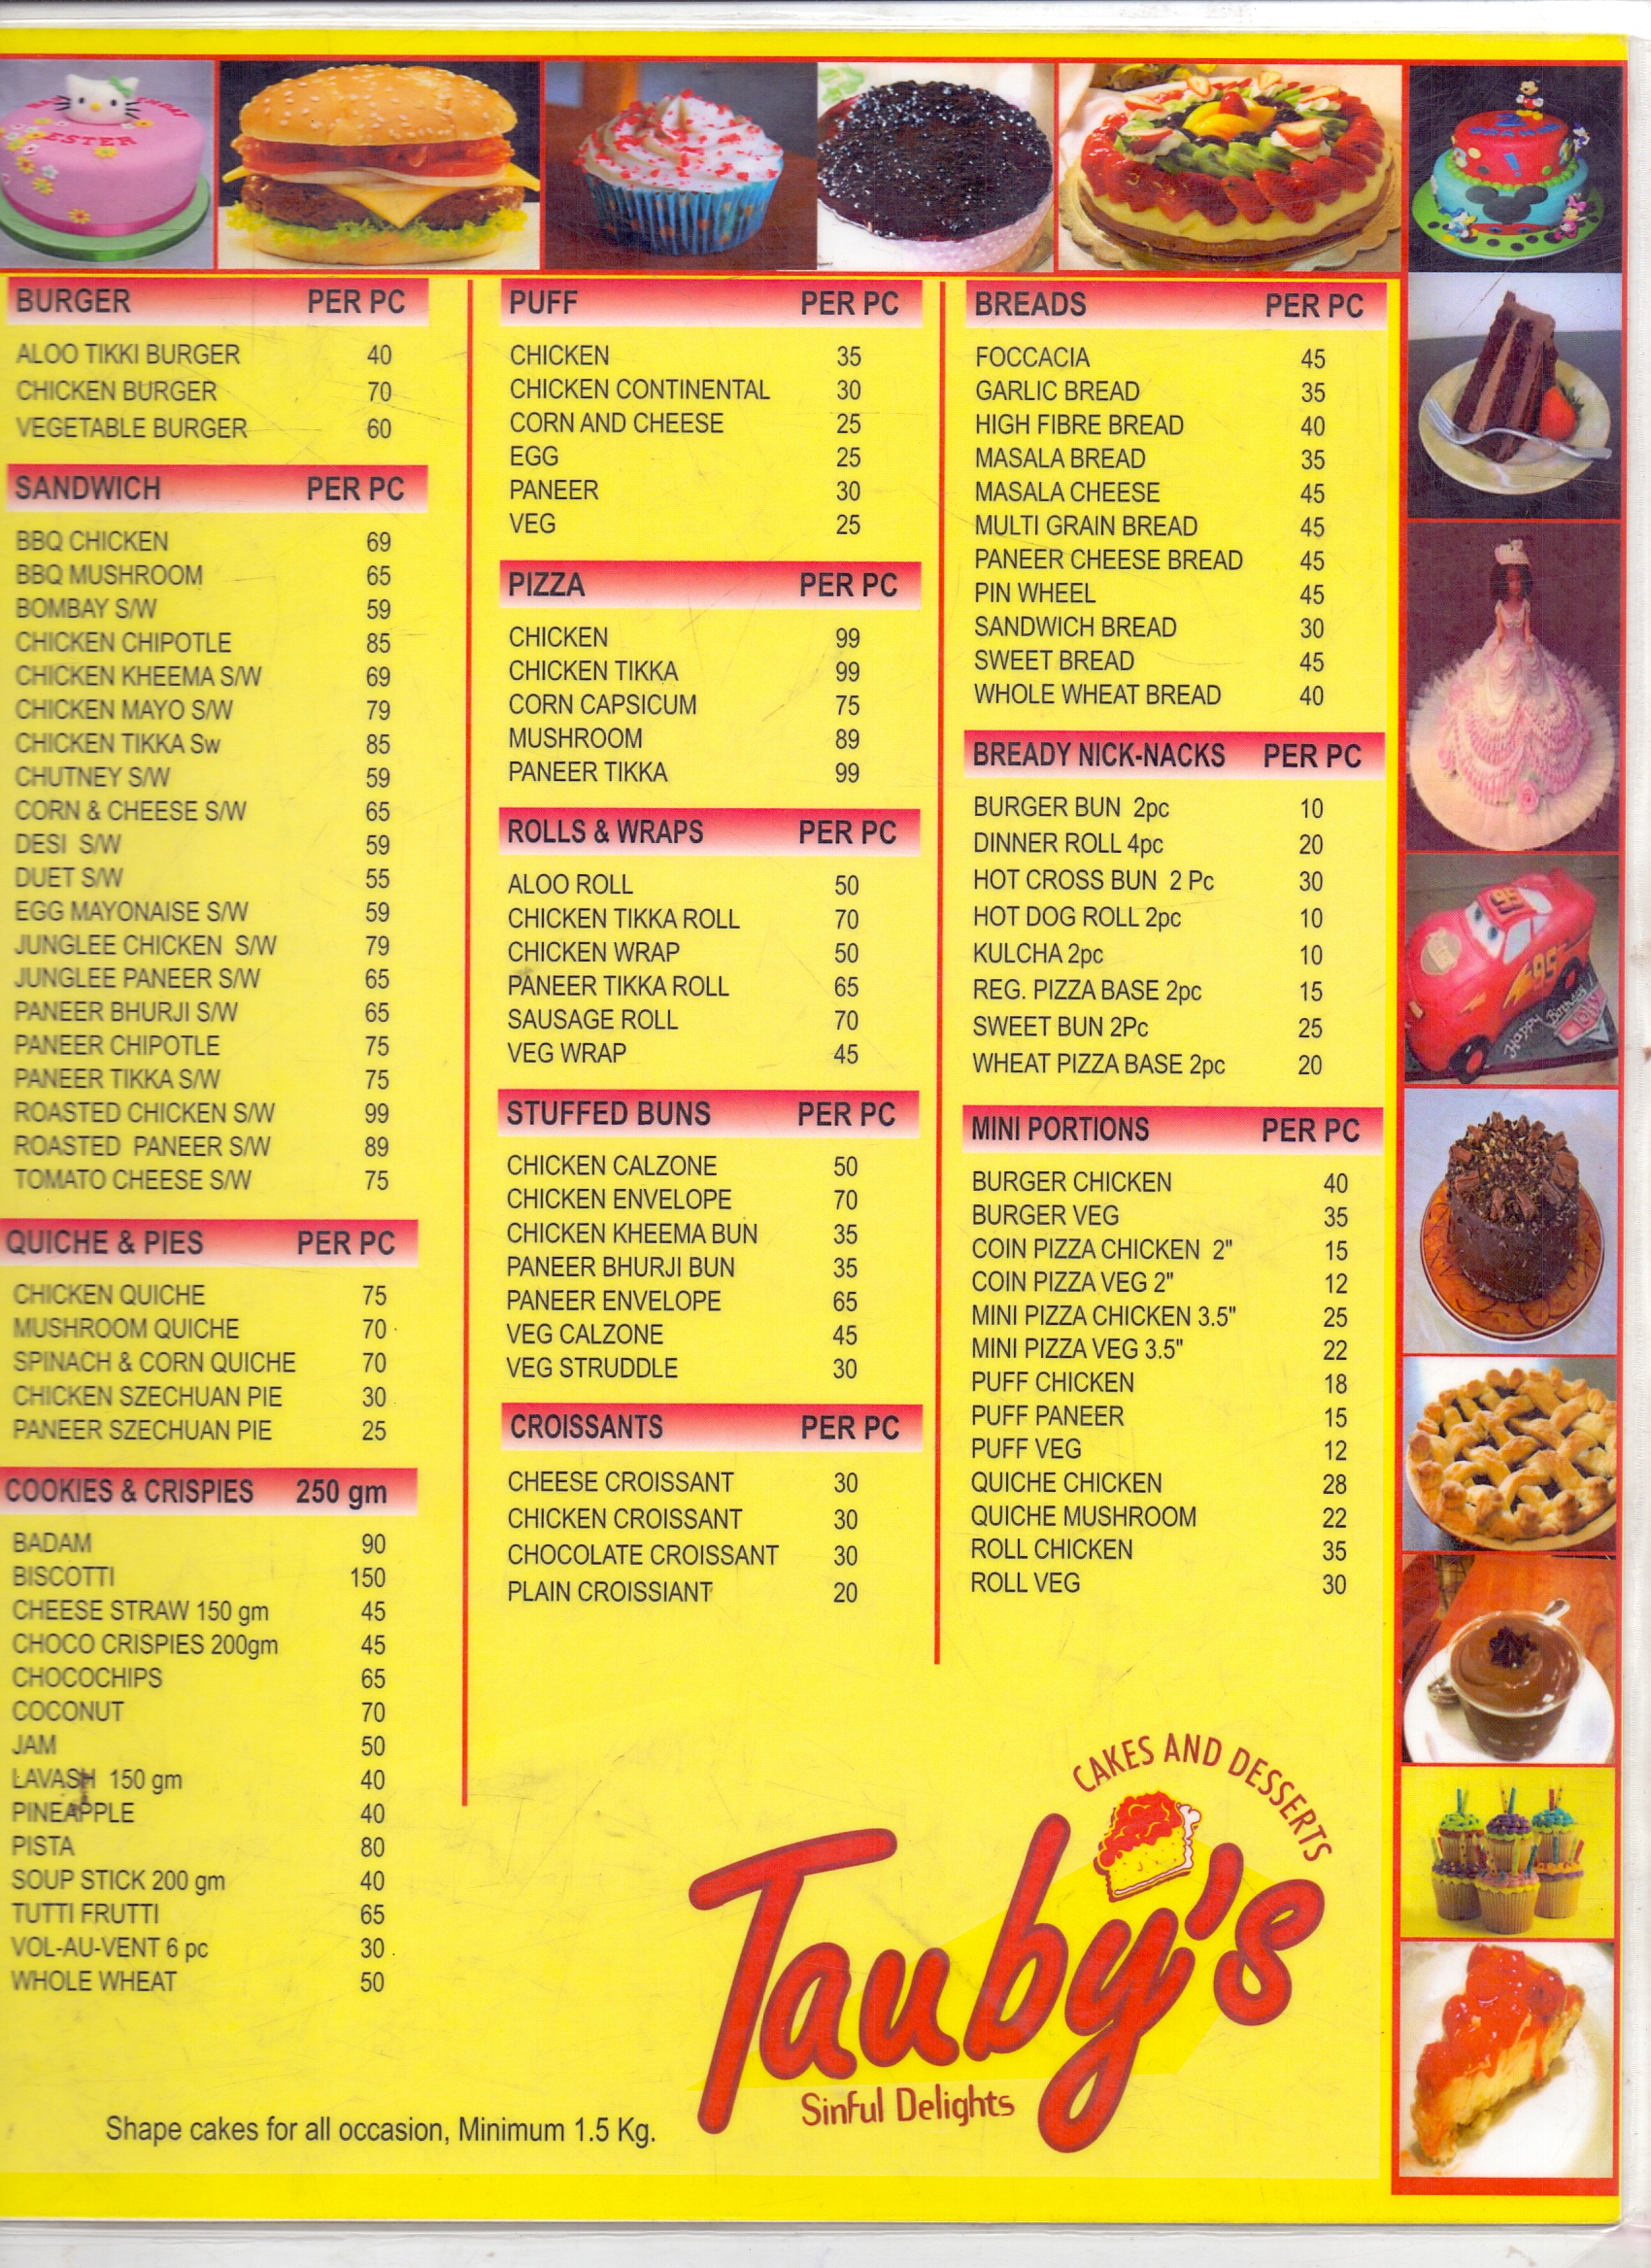 ESTER
BURGER PER PC
ALOO TIKKI BURGER 40
CHICKEN BURGER 70
VEGETABLE BURGER 60
SANDWICH PER PC
BBQ CHICKEN 69
BBQ MUSHROOM 65
BOMBAY S/W 59
CHICKEN CHIPOTLE 85
CHICKEN KHEEMA S/W 69
CHICKEN MAYO S/W 79
CHICKEN TIKKA Sw 85
CHUTNEY S/W 59
CORN & CHEESE S/W 65
DESI S/W 59
DUET S/W 55
EGG MAYONAISE S/W 59
JUNGLEE CHICKEN S/W 79
JUNGLEE PANEER S/W 65
PANEER BHURJI S/W 65
PANEER CHIPOTLE 75
PANEER TIKKA S/W 75
ROASTED CHICKEN S/W 99
ROASTED PANEER S/W 89
TOMATO CHEESE S/W 75
QUICHE & PIES PER PC
CHICKEN QUICHE 75
MUSHROOM QUICHE 70
SPINACH & CORN QUICHE 70
CHICKEN SZECHUAN PIE 30
PANEER SZECHUAN PIE 25
COOKIES & CRISPIES 250 gm
BADAM 90
BISCOTTI 150
CHEESE STRAW 150 gm 45
CHOCO CRISPIES 200gm 45
CHOCOCHIPS 65
COCONUT 70
JAM 50
LAVASH 150 gm 40
PINEAPPLE 40
PISTA 80
SOUP STICK 200 gm 40
TUTTI FRUTTI 65
VOL-AU-VENT 6 pc 30
WHOLE WHEAT 50
PUFF PER PC
CHICKEN 35
CHICKEN CONTINENTAL 30
CORN AND CHEESE 25
EGG 25
PANEER 30
VEG 25
PIZZA PER PC
CHICKEN 99
CHICKEN TIKKA 99
CORN CAPSICUM 75
MUSHROOM 89
PANEER TIKKA 99
ROLLS & WRAPS PER PC
ALOO ROLL 50
CHICKEN TIKKA ROLL 70
CHICKEN WRAP 50
PANEER TIKKA ROLL 65
SAUSAGE ROLL 70
VEG WRAP 45
STUFFED BUNS PER PC
CHICKEN CALZONE 50
CHICKEN ENVELOPE 70
CHICKEN KHEEMA BUN 35
PANEER BHURJI BUN 35
PANEER ENVELOPE 65
VEG CALZONE 45
VEG STRUDDLE 30
CROISSANTS PER PC
CHEESE CROISSANT 30
CHICKEN CROISSANT 30
CHOCOLATE CROISSANT 30
PLAIN CROISSIANT 20
BREADS PER PC
FOCCACIA 45
GARLIC BREAD 35
HIGH FIBRE BREAD 40
MASALA BREAD 35
MASALA CHEESE 45
MULTI GRAIN BREAD 45
PANEER CHEESE BREAD 45
PIN WHEEL 45
SANDWICH BREAD 30
SWEET BREAD 45
WHOLE WHEAT BREAD 40
BREADY NICK-NACKS PER PC
BURGER BUN 2pc 10
DINNER ROLL 4pc 20
HOT CROSS BUN 2 Pc 30
HOT DOG ROLL 2pc 10
KULCHA 2pc 10
REG. PIZZA BASE 2pc 15
SWEET BUN 2Pc 25
WHEAT PIZZA BASE 2pc 20
MINI PORTIONS PER PC
BURGER CHICKEN 40
BURGER VEG 35
COIN PIZZA CHICKEN 2" 15
COIN PIZZA VEG 2" 12
MINI PIZZA CHICKEN 3.5" 25
MINI PIZZA VEG 3.5" 22
PUFF CHICKEN 18
PUFF PANEER 15
PUFF VEG 12
QUICHE CHICKEN 28
QUICHE MUSHROOM 22
ROLL CHICKEN 35
ROLL VEG 30
95
Happy Birthday
CAKES AND DESSERTS
Tauby's
Sinful Delights
Shape cakes for all occasion, Minimum 1.5 Kg.